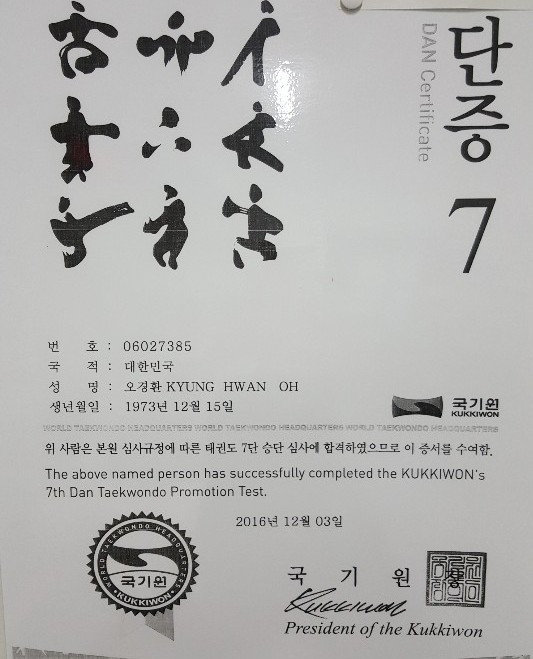 단증
DAN Certificate
7
번 호 : 06027385
국 적 : 대한민국
성 명 : 오경환 KYUNG HWAN OH
생년월일 : 1973년 12월 15일
국기원
KUKKIWON
WORLD TAEKWONDO HEADQUARTERS WORLD TAEKWONDO HEADQUARTERS WORLD TAEKWONDO HEADQUARTERS
위 사람은 본원 심사규정에 따른 태권도 7단 승단 심사에 합격하였으므로 이 증서를 수여함.
The above named person has successfully completed the KUKKIWON's
7th Dan Taekwondo Promotion Test.
2016년 12월 03일
WORLD TAEKWONDO HEADQUARTERS
국기원
KUKKIWON
국 기 원 장
Kukkiwon
President of the Kukkiwon